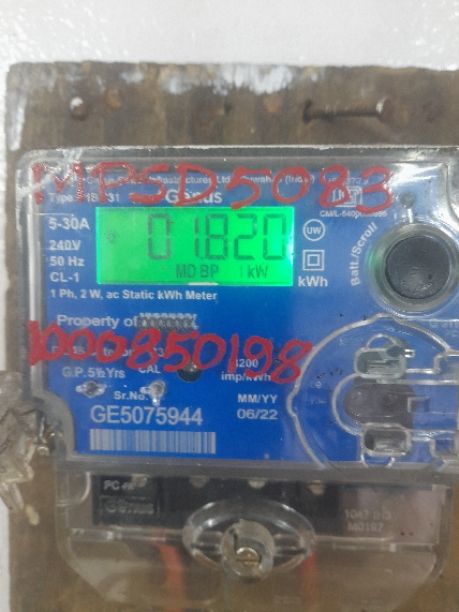 MPSD5083
Genus
5-30A
240V
50 Hz
CL-1
01.820
MD BP kW
UW
kWh
Batt./Scroll
1 Ph, 2 W, ac Static kWh Meter
Property of
1000850198
G.P. 5½ Yrs
CAL
imp/kWh
Sr.No.
MM/YY
GE5075944
06/22
Genus